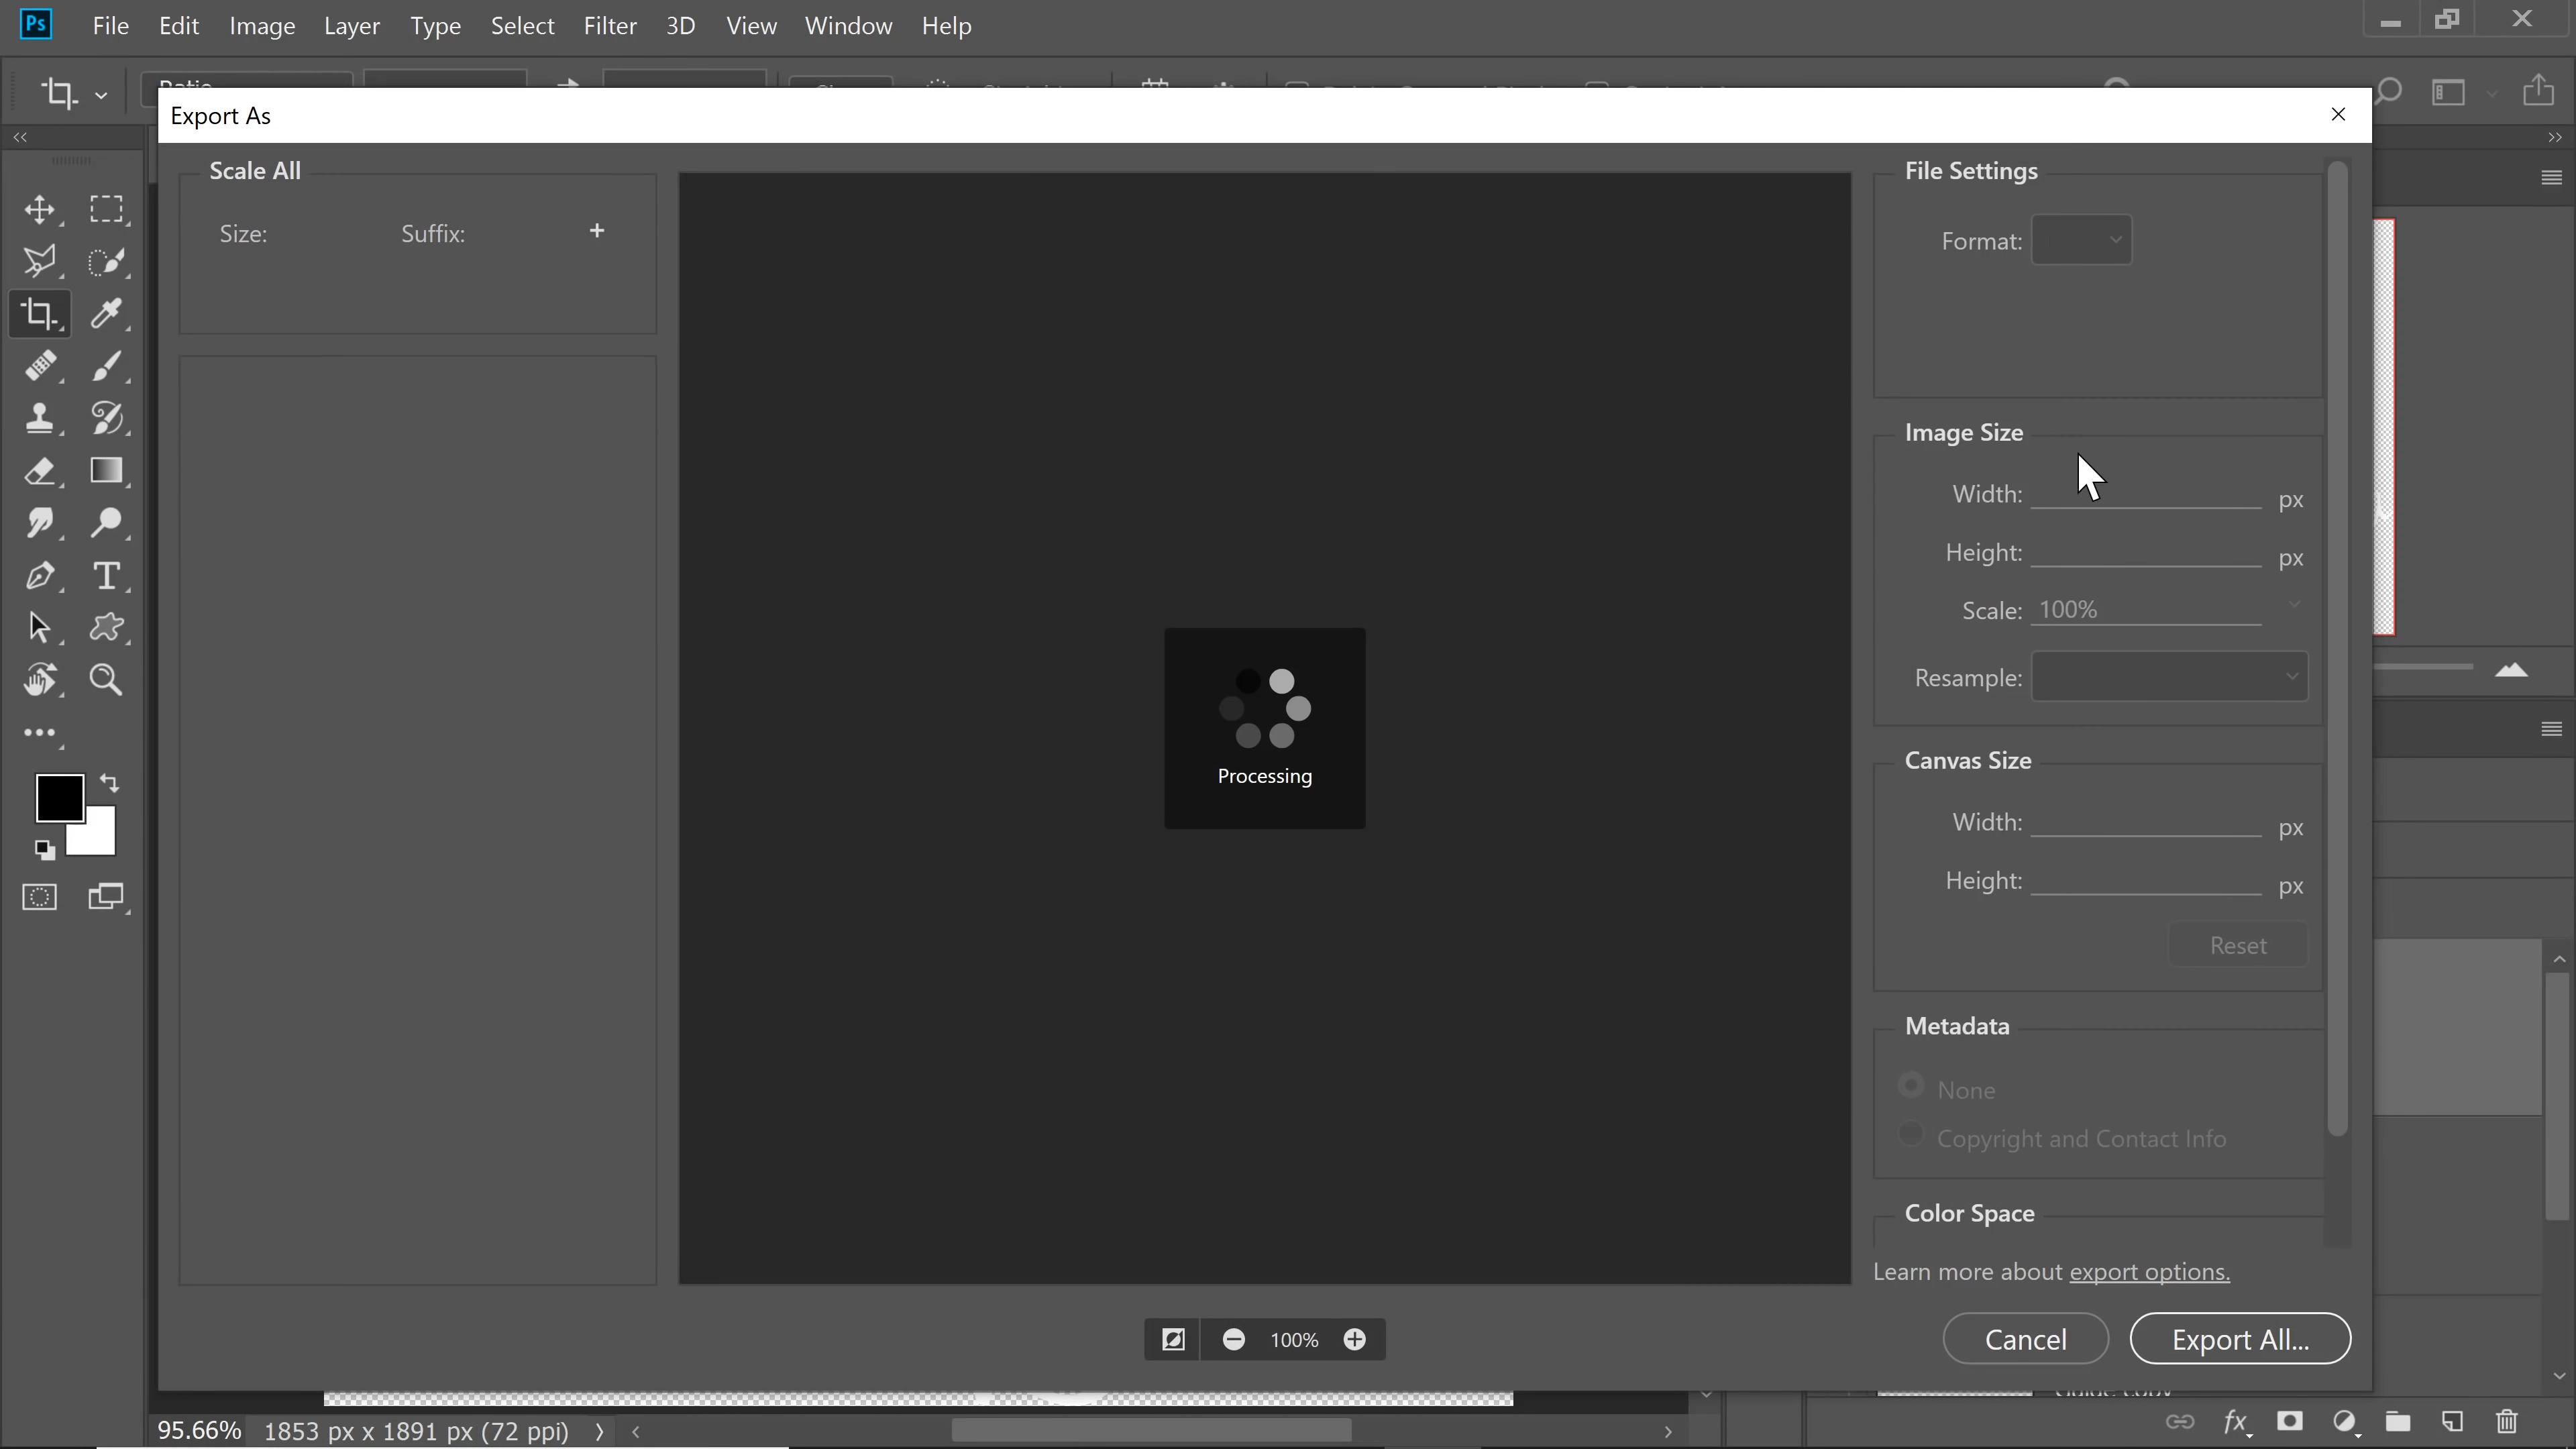 Ps File Edit Image Layer Type Select Filter 3D View Window Help
Export As
Scale All
Size: Suffix: +
File Settings
Format:
Image Size
Width: px
Height: px
Scale: 100%
Resample:
Processing
Canvas Size
Width: px
Height: px
Reset
Metadata
None
Copyright and Contact Info
Color Space
Learn more about export options.
100%
Cancel Export All...
95.66% 1853 px x 1891 px (72 ppi)
fx